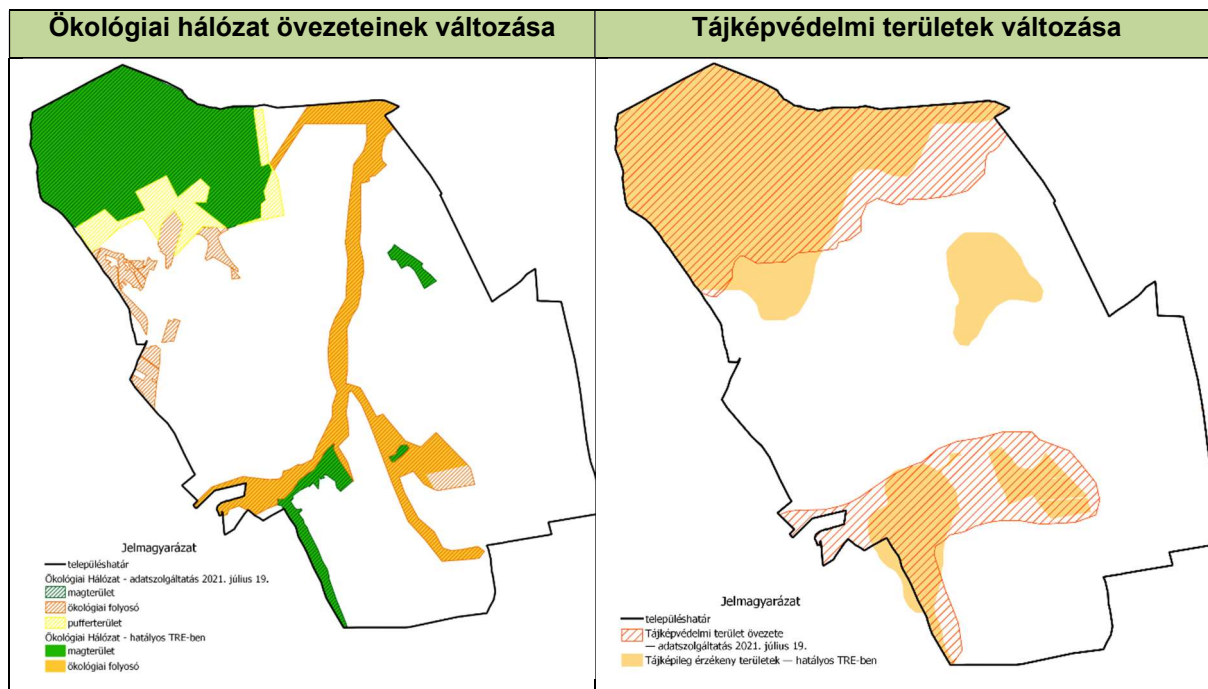 Ökológiai hálózat övezeteinek változása
Tájképvédelmi területek változása
Jelmagyarázat
településhatár
Ökológiai Hálózat - adatszolgáltatás 2021. július 19.
magterület
ökológiai folyosó
pufferterület
Ökológiai Hálózat - hatályos TRE-ben
magterület
ökológiai folyosó
Jelmagyarázat
településhatár
Tájképvédelmi terület övezete
— adatszolgáltatás 2021. július 19.
Tájképileg érzékeny területek — hatályos TRE-ben